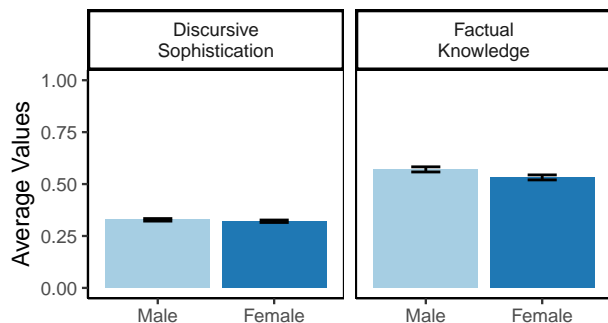 Discursive
Sophistication
Factual
Knowledge
Average Values
1.00
0.75
0.50
0.25
0.00
Male
Female
Male
Female